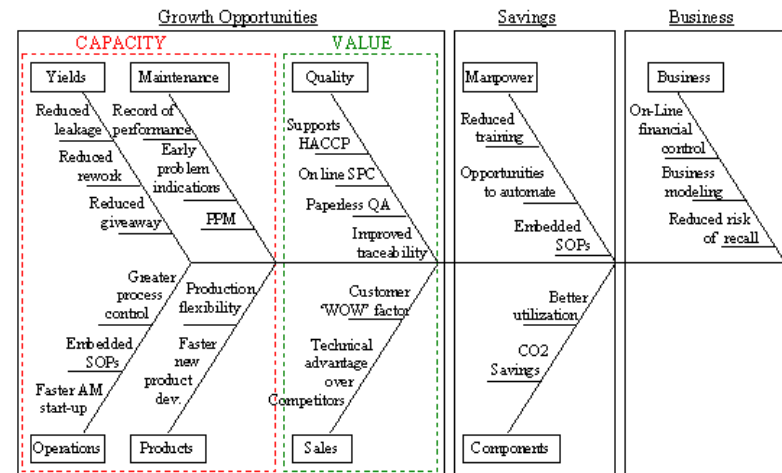 Growth Opportunities
Savings
Business
CAPACITY
VALUE
Yields
Maintenance
Quality
Manpower
Business
Reduced
leakage
Reduced
rework
Reduced
giveaway
Record of
performance
Early
problem
indications
PPM
Supports
HACCP
On line SPC
Paperless QA
Improved
traceability
Reduced
training
Opportunities
to automate
Embedded
SOPs
On-Line
financial
control
Business
modeling
Reduced risk
of recall
Greater
process
control
Embedded
SOPs
Faster AM
start-up
Production
flexibility
Faster
new
product
dev.
Customer
"WOW" factor
Technical
advantage
over
Competitors
Better
utilization
CO2
Savings
Operations
Products
Sales
Components